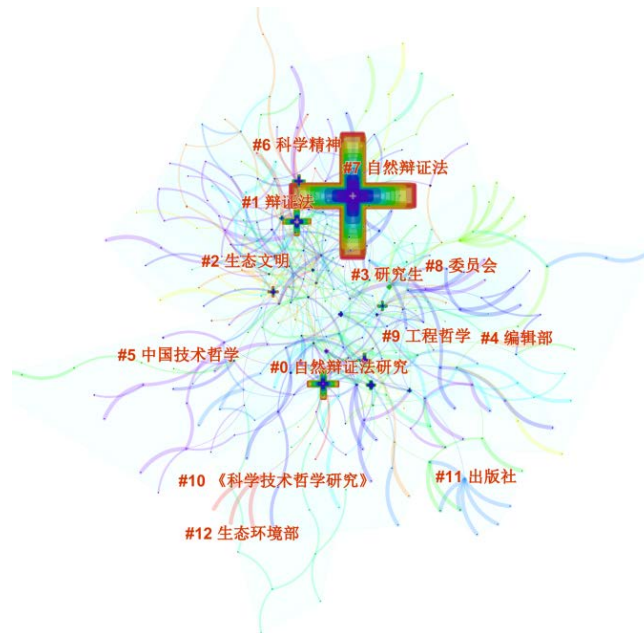 #6 科学精神
#7 自然辩证法
#1 辩证法
#2 生态文明
#3 研究生
#8 委员会
#9 工程哲学
#4 编辑部
#5 中国技术哲学
#0 自然辩证法研究
#10 《科学技术哲学研究》
#11 出版社
#12 生态环境部